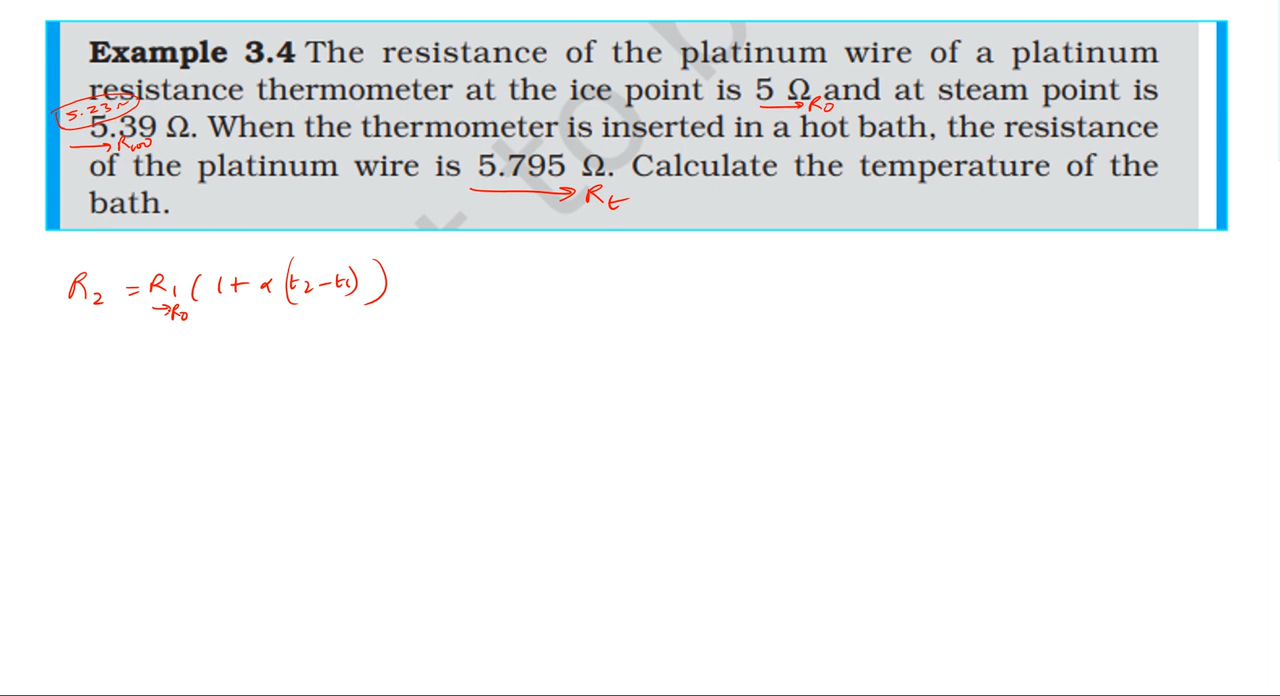 Example 3.4 The resistance of the platinum wire of a platinum
resistance thermometer at the ice point is 5 Ω and at steam point is
5.23 Ω → R₀
5.39 Ω. When the thermometer is inserted in a hot bath, the resistance
→ R₁₀₀
of the platinum wire is 5.795 Ω. Calculate the temperature of the
→ Rt
bath.
R₂ = R₁ ( 1 + α (t₂ - t₁) )
→ R₀